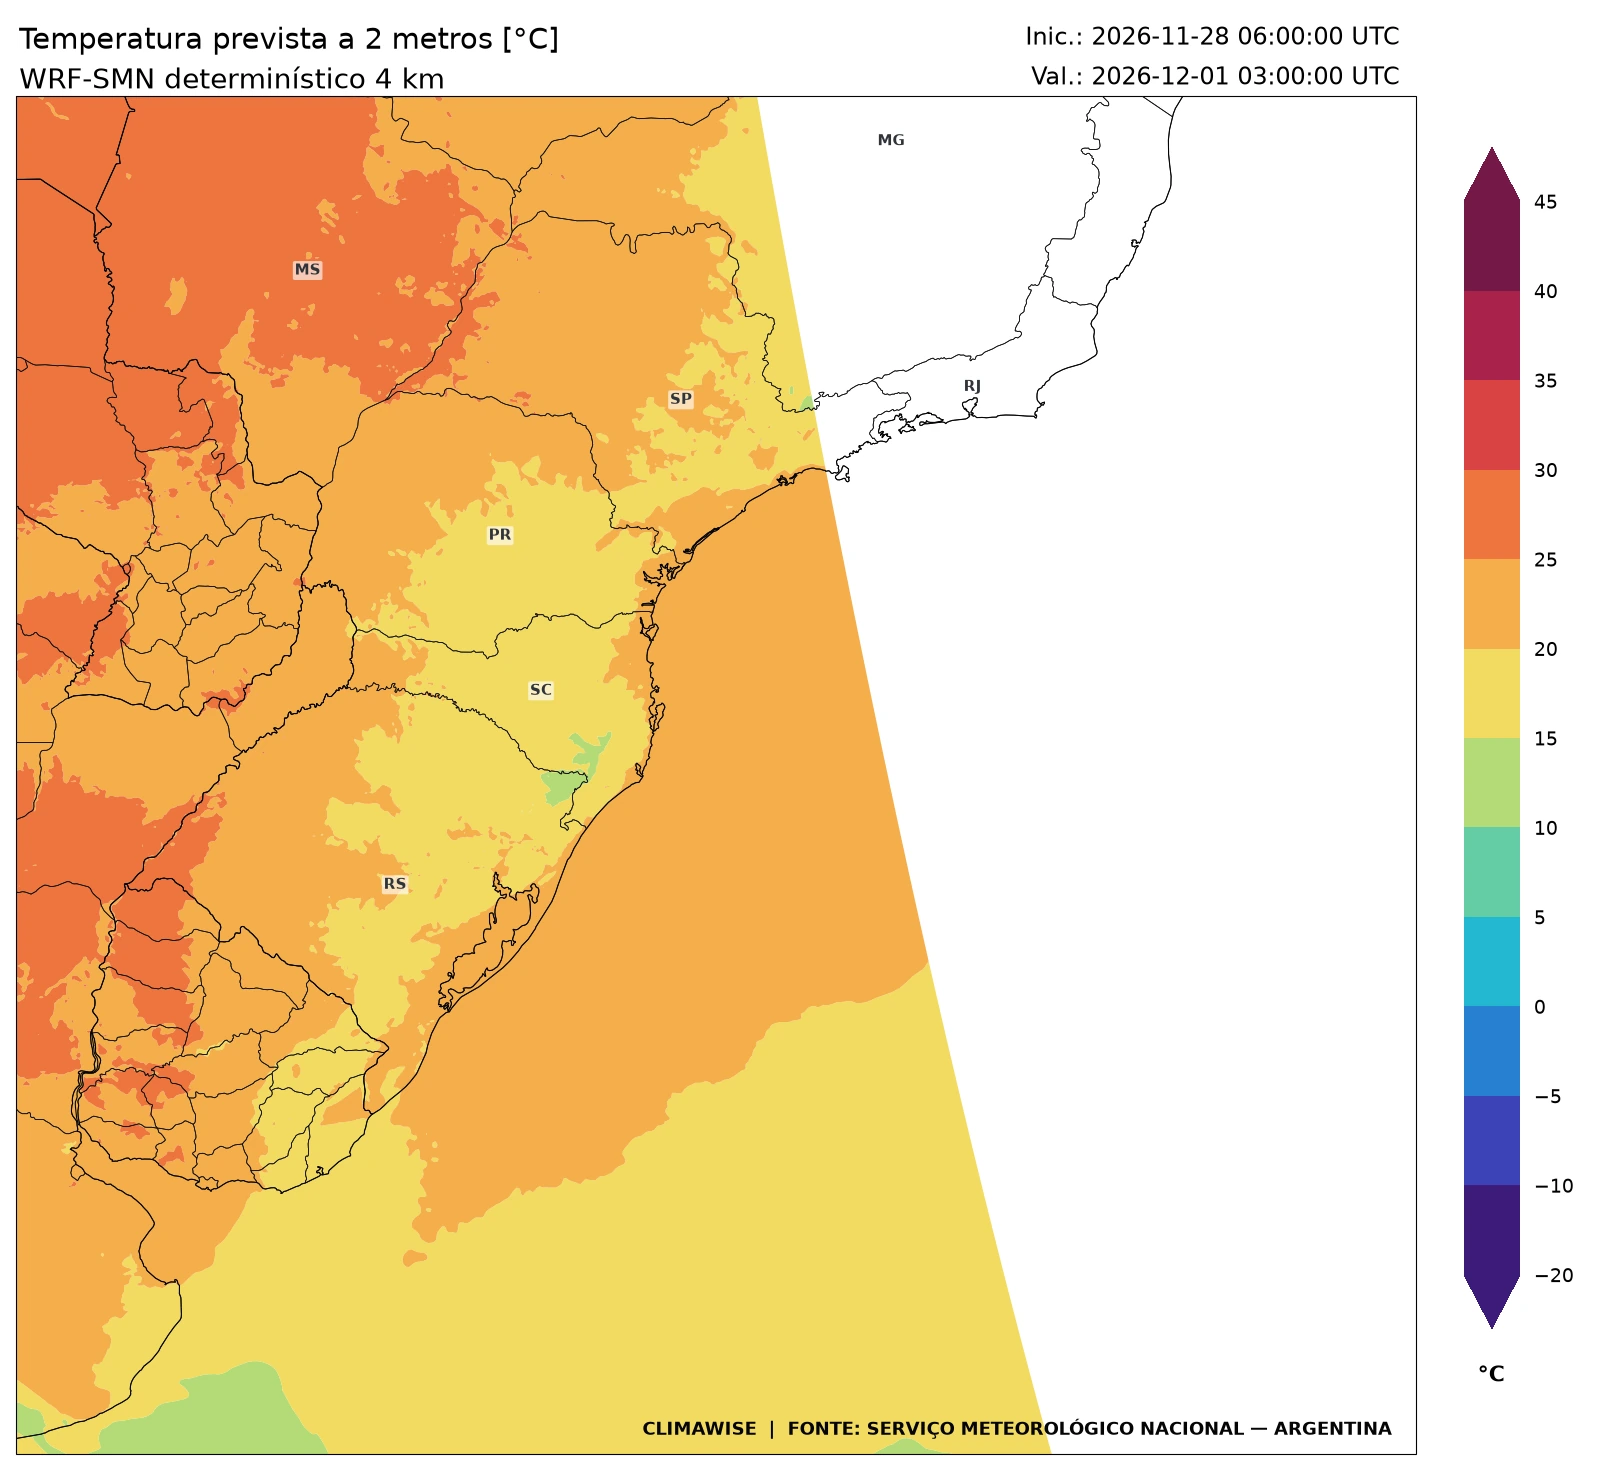 Temperatura prevista a 2 metros [°C]
WRF-SMN determinístico 4 km
Inic.: 2026-11-28 06:00:00 UTC
Val.: 2026-12-01 03:00:00 UTC
MG
MS
RJ
SP
PR
SC
RS
45
40
35
30
25
20
15
10
5
0
−5
−10
−20
°C
CLIMAWISE | FONTE: SERVIÇO METEOROLÓGICO NACIONAL — ARGENTINA